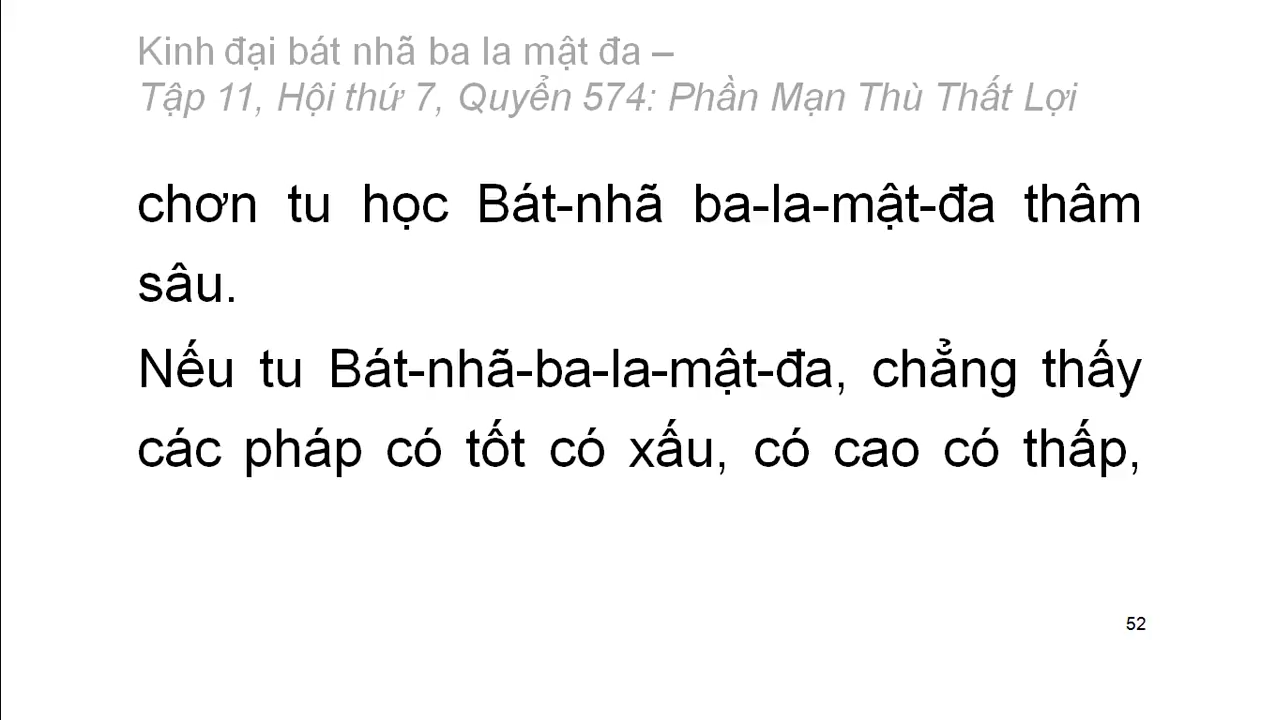 Kinh đại bát nhã ba la mật đa –
Tập 11, Hội thứ 7, Quyển 574: Phần Mạn Thù Thất Lợi
chơn tu học Bát-nhã ba-la-mật-đa thâm
sâu.
Nếu tu Bát-nhã-ba-la-mật-đa, chẳng thấy
các pháp có tốt có xấu, có cao có thấp,
52